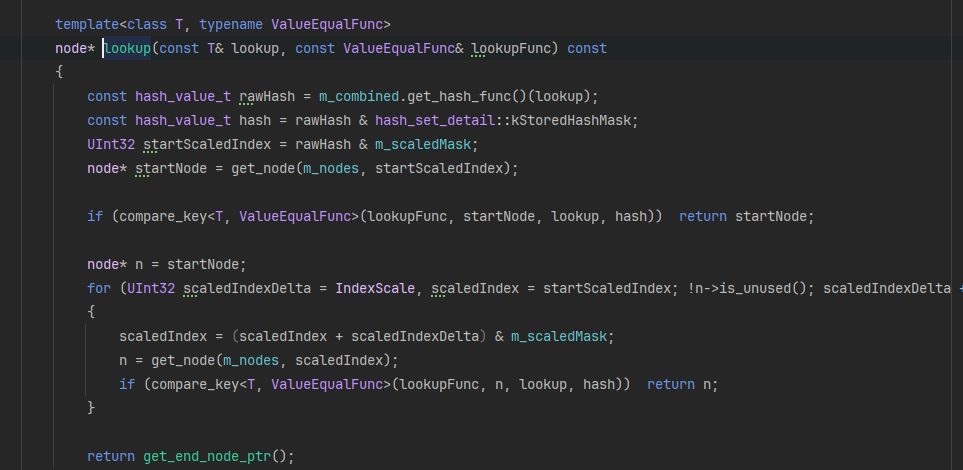 template<class T, typename ValueEqualFunc>
node* lookup(const T& lookup, const ValueEqualFunc& lookupFunc) const
{
const hash_value_t rawHash = m_combined.get_hash_func()(lookup);
const hash_value_t hash = rawHash & hash_set_detail::kStoredHashMask;
UInt32 startScaledIndex = rawHash & m_scaledMask;
node* startNode = get_node(m_nodes, startScaledIndex);
if (compare_key<T, ValueEqualFunc>(lookupFunc, startNode, lookup, hash))  return startNode;
node* n = startNode;
for (UInt32 scaledIndexDelta = IndexScale, scaledIndex = startScaledIndex; !n->is_unused(); scaledIndexDelta +
{
scaledIndex = (scaledIndex + scaledIndexDelta) & m_scaledMask;
n = get_node(m_nodes, scaledIndex);
if (compare_key<T, ValueEqualFunc>(lookupFunc, n, lookup, hash))  return n;
}
return get_end_node_ptr();